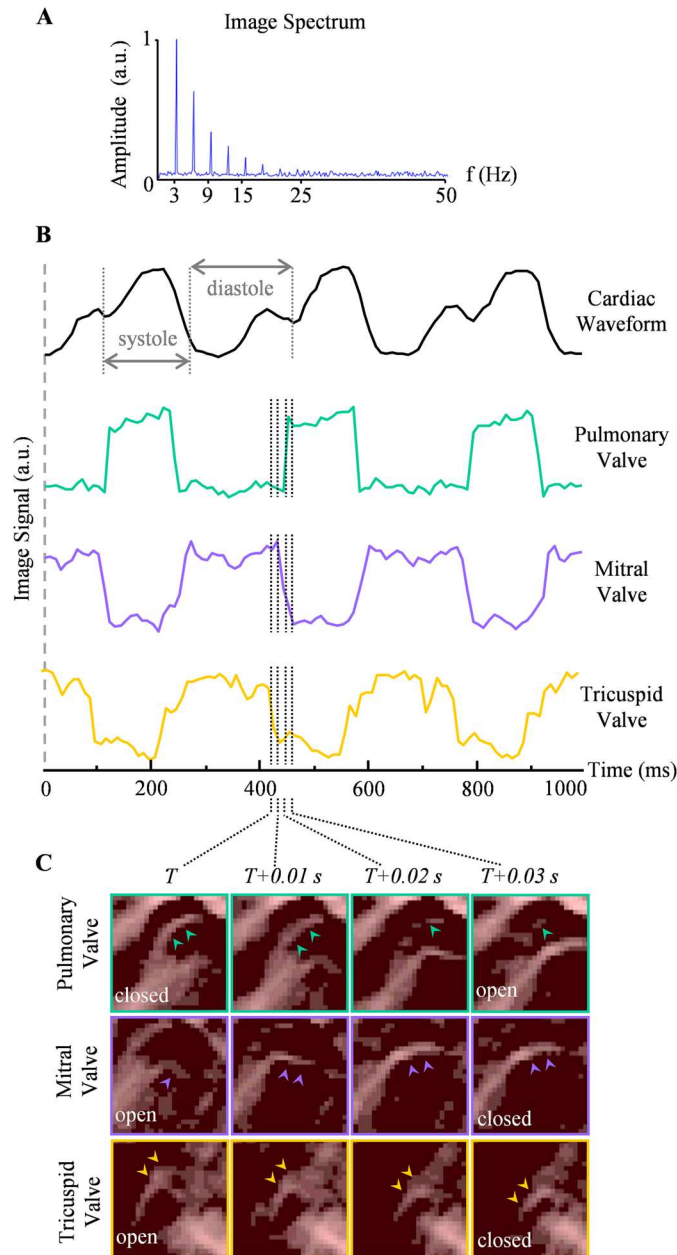 A
Image Spectrum
Amplitude (a.u.)
1
0
3 9 15 25 50
f (Hz)
B
Image Signal (a.u.)
diastole
systole
Cardiac
Waveform
Pulmonary
Valve
Mitral
Valve
Tricuspid
Valve
Time (ms)
0 200 400 600 800 1000
C
T T+0.01 s T+0.02 s T+0.03 s
Pulmonary
Valve
closed open
Mitral
Valve
open closed
Tricuspid
Valve
open closed